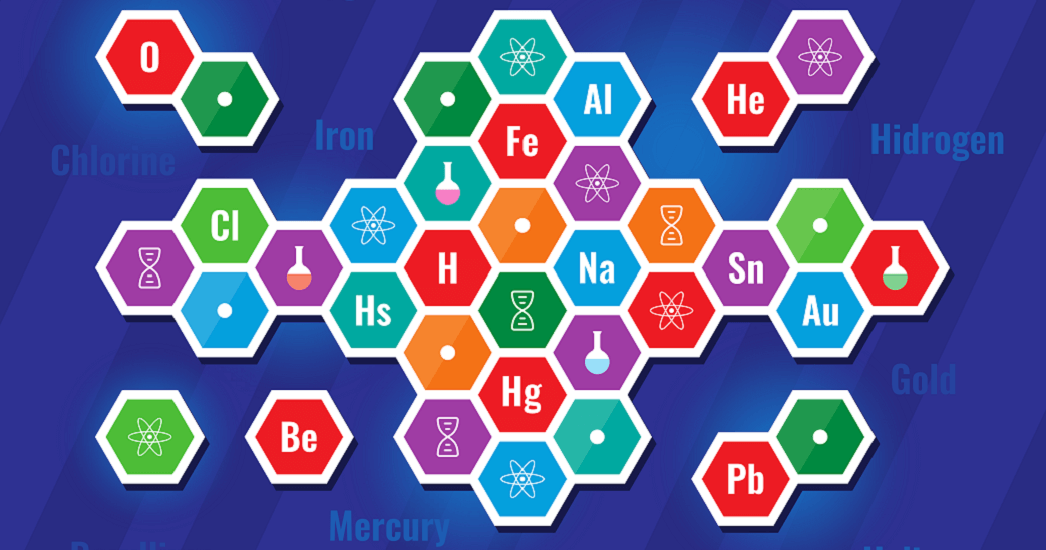 O
Al
He
Fe
Iron
Hidrogen
Chlorine
Cl
H
Na
Sn
Hs
Au
Gold
Hg
Be
Pb
Mercury